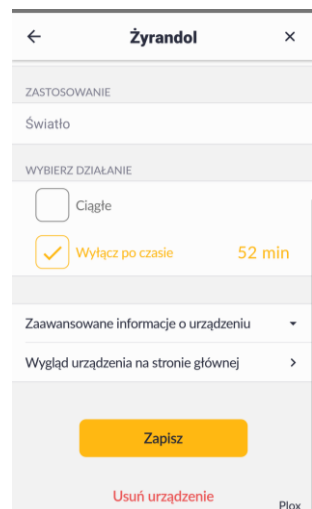 Żyrandol
ZASTOSOWANIE
Światło
WYBIERZ DZIAŁANIE
Ciągłe
Wyłącz po czasie 52 min
Zaawansowane informacje o urządzeniu
Wygląd urządzenia na stronie głównej
Zapisz
Usuń urządzenie
Plox